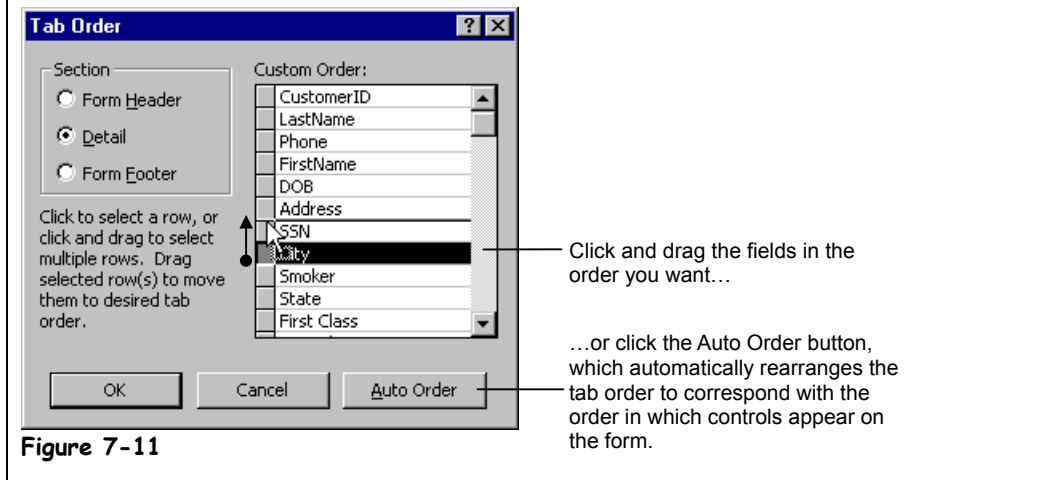 Tab Order
Section
Form Header
Detail
Form Footer
Click to select a row, or
click and drag to select
multiple rows. Drag
selected row(s) to move
them to desired tab
order.
Custom Order:
CustomerID
LastName
Phone
FirstName
DOB
Address
SSN
City
Smoker
State
First Class
OK
Cancel
Auto Order
Click and drag the fields in the
order you want…
…or click the Auto Order button,
which automatically rearranges the
tab order to correspond with the
order in which controls appear on
the form.
Figure 7-11